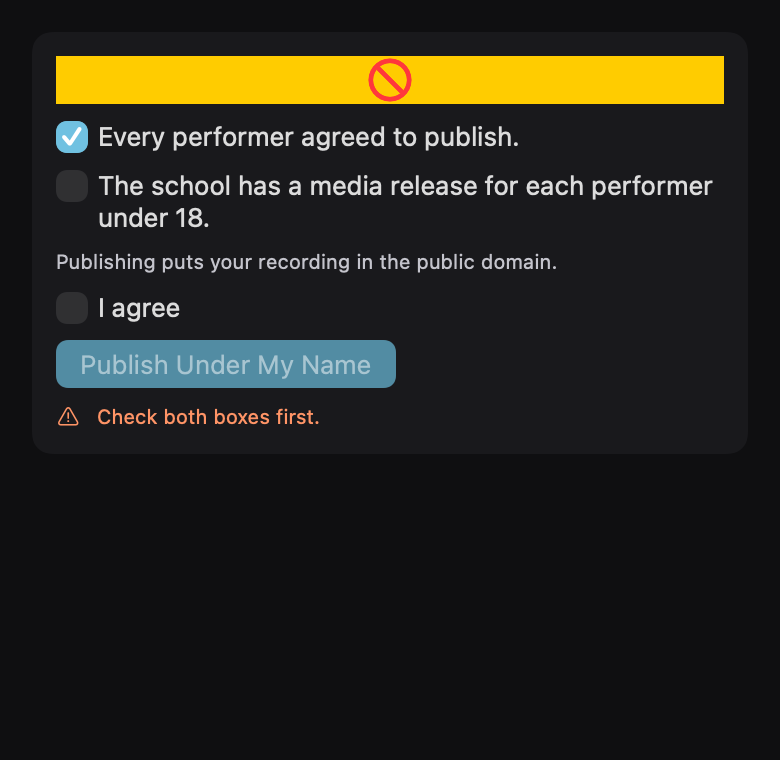 Every performer agreed to publish.
The school has a media release for each performer
under 18.
Publishing puts your recording in the public domain.
I agree
Publish Under My Name
Check both boxes first.